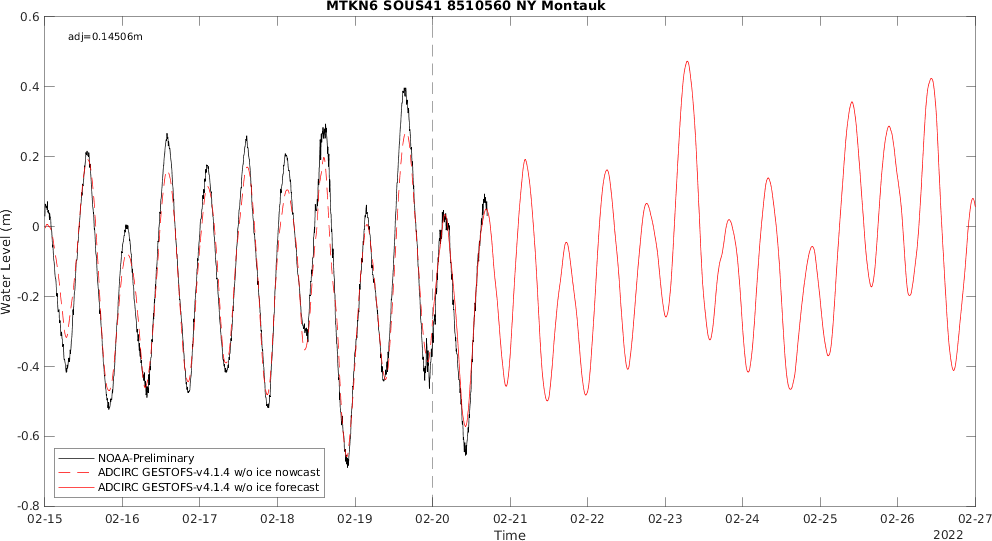 MTKN6 SOUS41 8510560 NY Montauk
adj=0.14506m
0.6
0.4
0.2
0
-0.2
-0.4
-0.6
-0.8
Water Level (m)
NOAA-Preliminary
ADCIRC GESTOFS-v4.1.4 w/o ice nowcast
ADCIRC GESTOFS-v4.1.4 w/o ice forecast
02-15 02-16 02-17 02-18 02-19 02-20 02-21 02-22 02-23 02-24 02-25 02-26 02-27
Time
2022